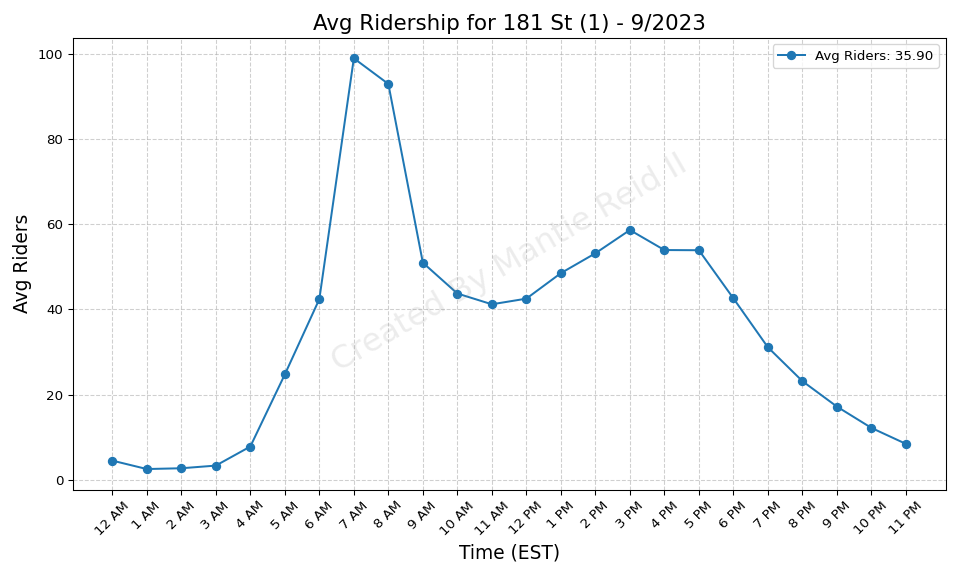 Avg Ridership for 181 St (1) - 9/2023
Avg Riders: 35.90
100
80
60
40
20
0
Avg Riders
Created By Mantie Reid II
12 AM
1 AM
2 AM
3 AM
4 AM
5 AM
6 AM
7 AM
8 AM
9 AM
10 AM
11 AM
12 PM
1 PM
2 PM
3 PM
4 PM
5 PM
6 PM
7 PM
8 PM
9 PM
10 PM
11 PM
Time (EST)